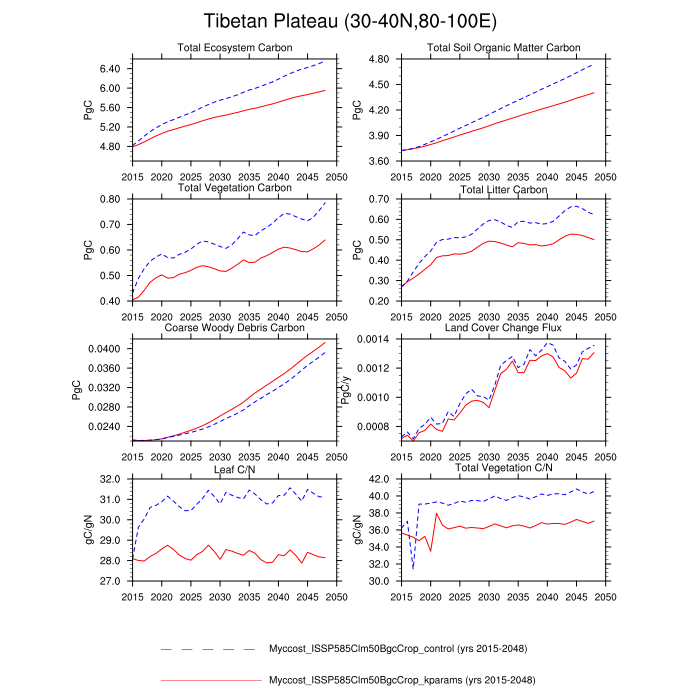 Tibetan Plateau (30-40N,80-100E)
Total Ecosystem Carbon
PgC
6.40
6.00
5.60
5.20
4.80
2015 2020 2025 2030 2035 2040 2045 2050
Total Soil Organic Matter Carbon
PgC
4.80
4.50
4.20
3.90
3.60
2015 2020 2025 2030 2035 2040 2045 2050
Total Vegetation Carbon
PgC
0.80
0.70
0.60
0.50
0.40
2015 2020 2025 2030 2035 2040 2045 2050
Total Litter Carbon
PgC
0.70
0.60
0.50
0.40
0.30
0.20
2015 2020 2025 2030 2035 2040 2045 2050
Coarse Woody Debris Carbon
PgC
0.0400
0.0360
0.0320
0.0280
0.0240
2015 2020 2025 2030 2035 2040 2045 2050
Land Cover Change Flux
PgC/y
0.0014
0.0012
0.0010
0.0008
2015 2020 2025 2030 2035 2040 2045 2050
Leaf C/N
gC/gN
32.0
31.0
30.0
29.0
28.0
27.0
2015 2020 2025 2030 2035 2040 2045 2050
Total Vegetation C/N
gC/gN
42.0
40.0
38.0
36.0
34.0
32.0
30.0
2015 2020 2025 2030 2035 2040 2045 2050
Myccost_ISSP585Clm50BgcCrop_control (yrs 2015-2048)
Myccost_ISSP585Clm50BgcCrop_kparams (yrs 2015-2048)